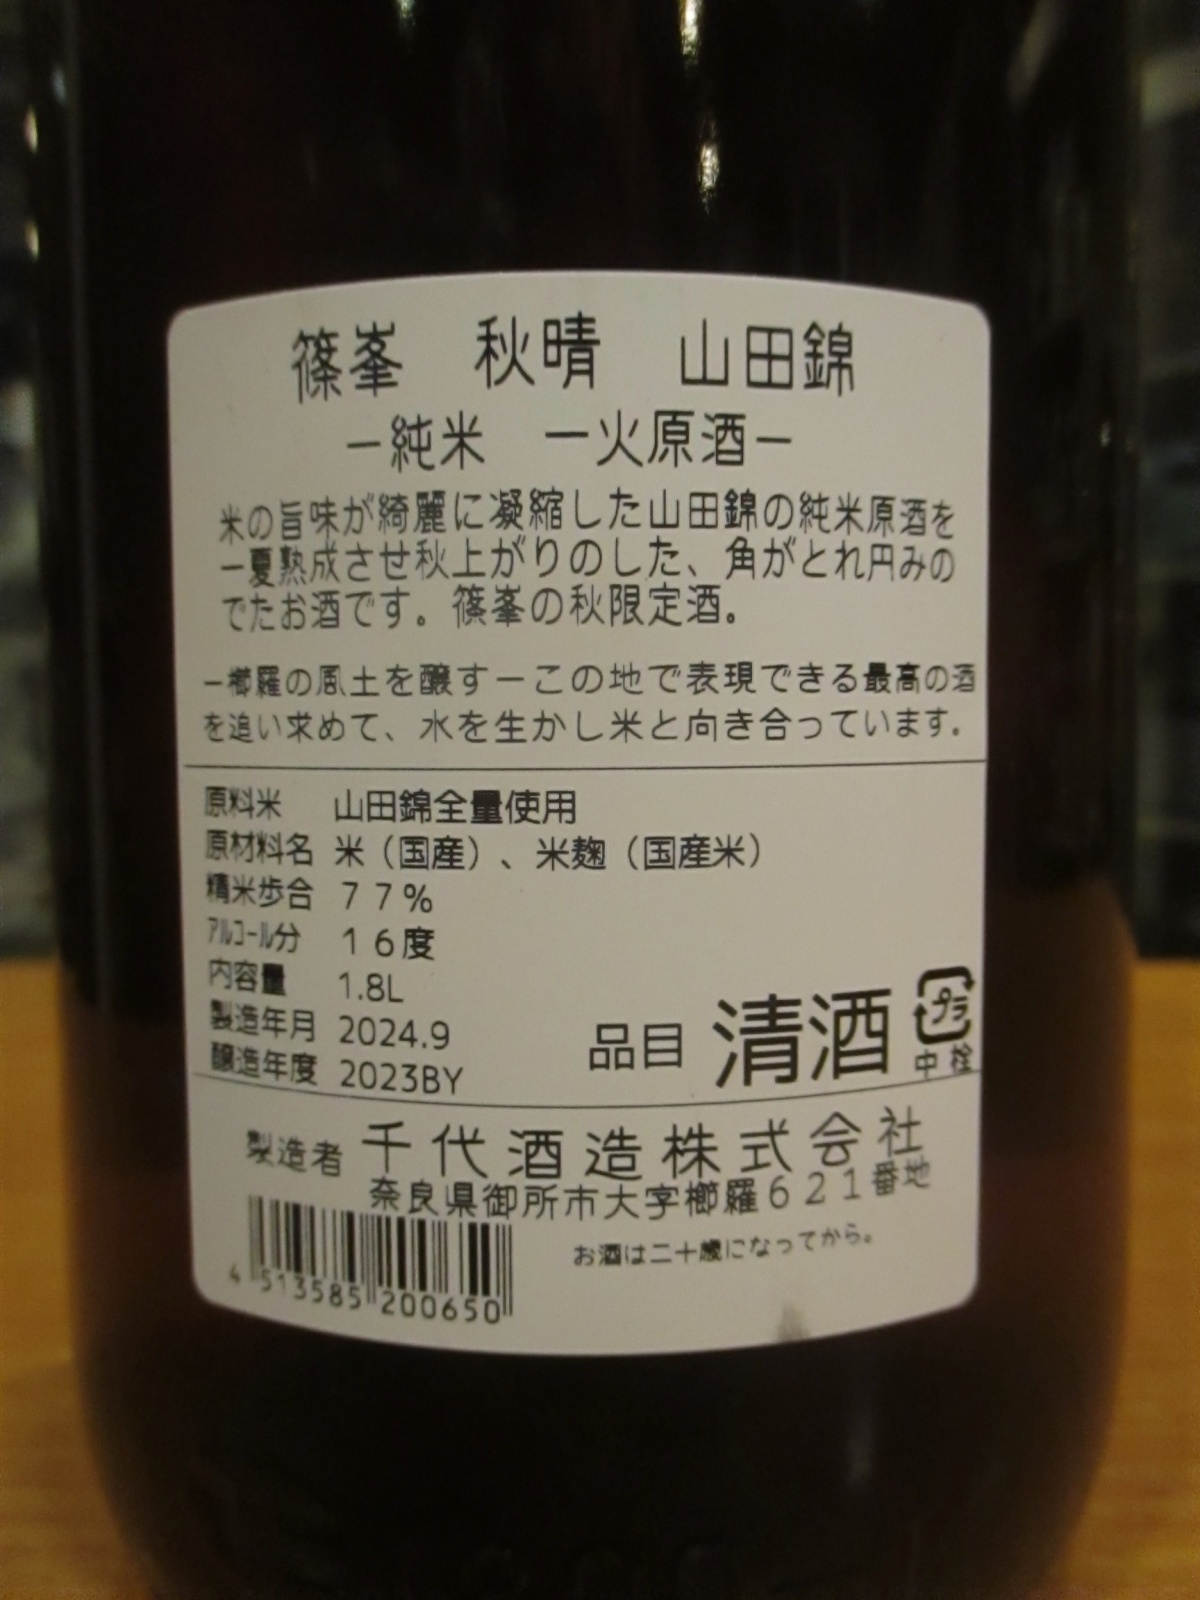 篠峯 秋晴 山田錦
ー純米 一火原酒ー
米の旨味が綺麗に凝縮した山田錦の純米原酒を
一夏熟成させ秋上がりのした、角がとれ円みの
でたお酒です。篠峯の秋限定酒。
ー櫛羅の風土を醸すーこの地で表現できる最高の酒
を追い求めて、水を生かし米と向き合っています。
原料米 山田錦全量使用
原材料名 米（国産）、米麹（国産米）
精米歩合 77%
アルコール分 16度
内容量 1.8L
製造年月 2024.9
醸造年度 2023BY
品目 清酒
プラ
中栓
製造者 千代酒造株式会社
奈良県御所市大字櫛羅621番地
お酒は二十歳になってから。
4 513585 200650